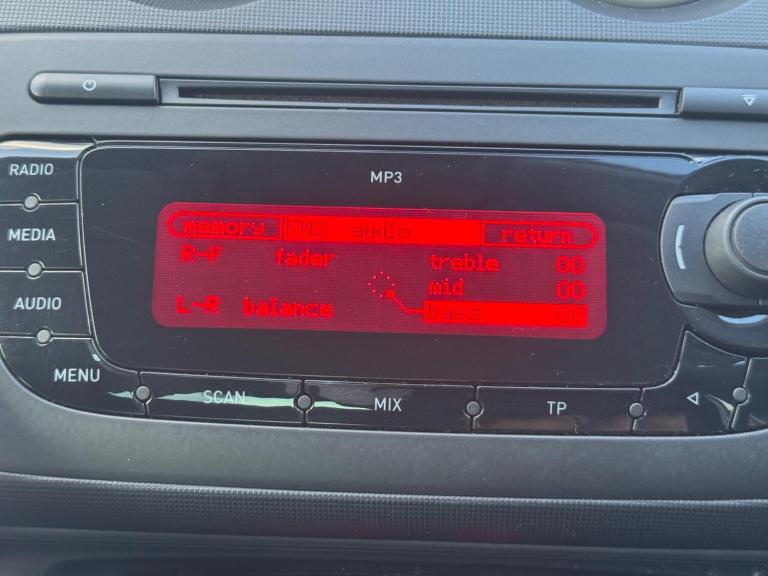 RADIO
MP3
MEDIA
memory FM2 audio return
R-F fader treble 00
mid 00
AUDIO
L-R balance bass 00
MENU
SCAN
MIX
TP